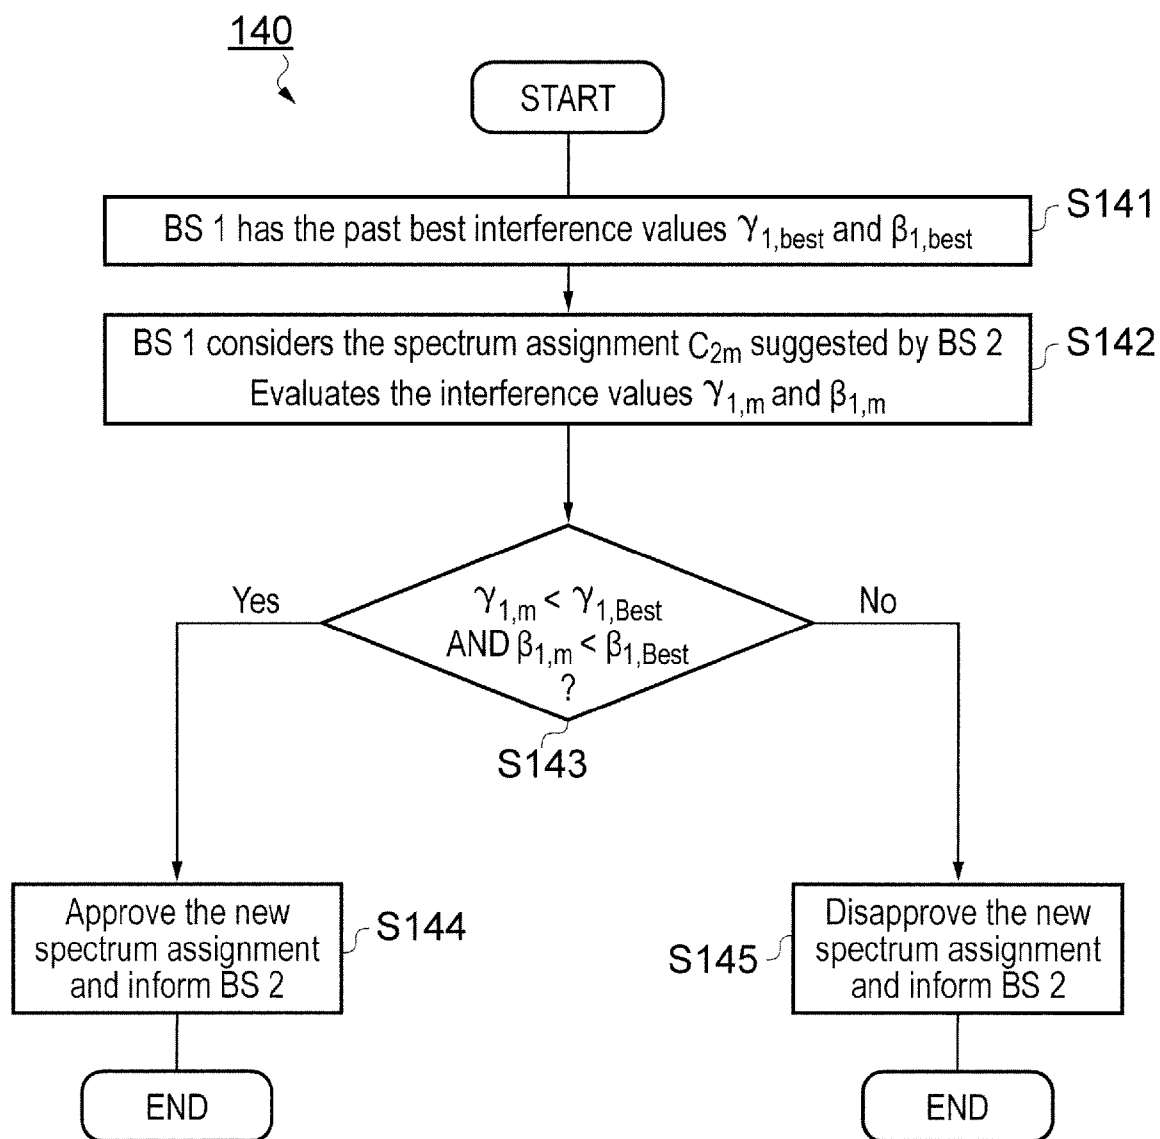 140
START
BS 1 has the past best interference values γ1,best and β1,best
S141
BS 1 considers the spectrum assignment C2m suggested by BS 2
Evaluates the interference values γ1,m and β1,m
S142
Yes
γ1,m < γ1,Best
AND β1,m < β1,Best
?
No
S143
Approve the new
spectrum assignment
and inform BS 2
S144
Disapprove the new
spectrum assignment
and inform BS 2
S145
END
END